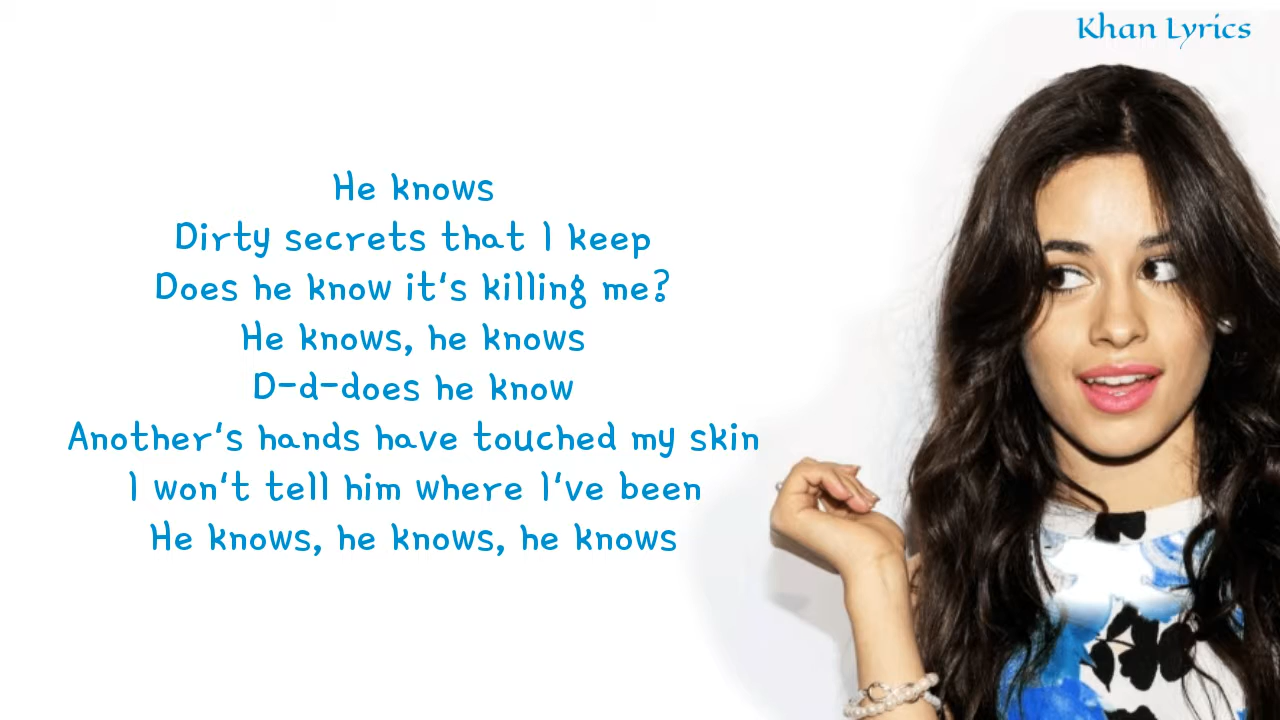 Khan Lyrics
He knows
Dirty secrets that I keep
Does he know it's killing me?
He knows, he knows
D-d-does he know
Another's hands have touched my skin
I won't tell him where I've been
He knows, he knows, he knows